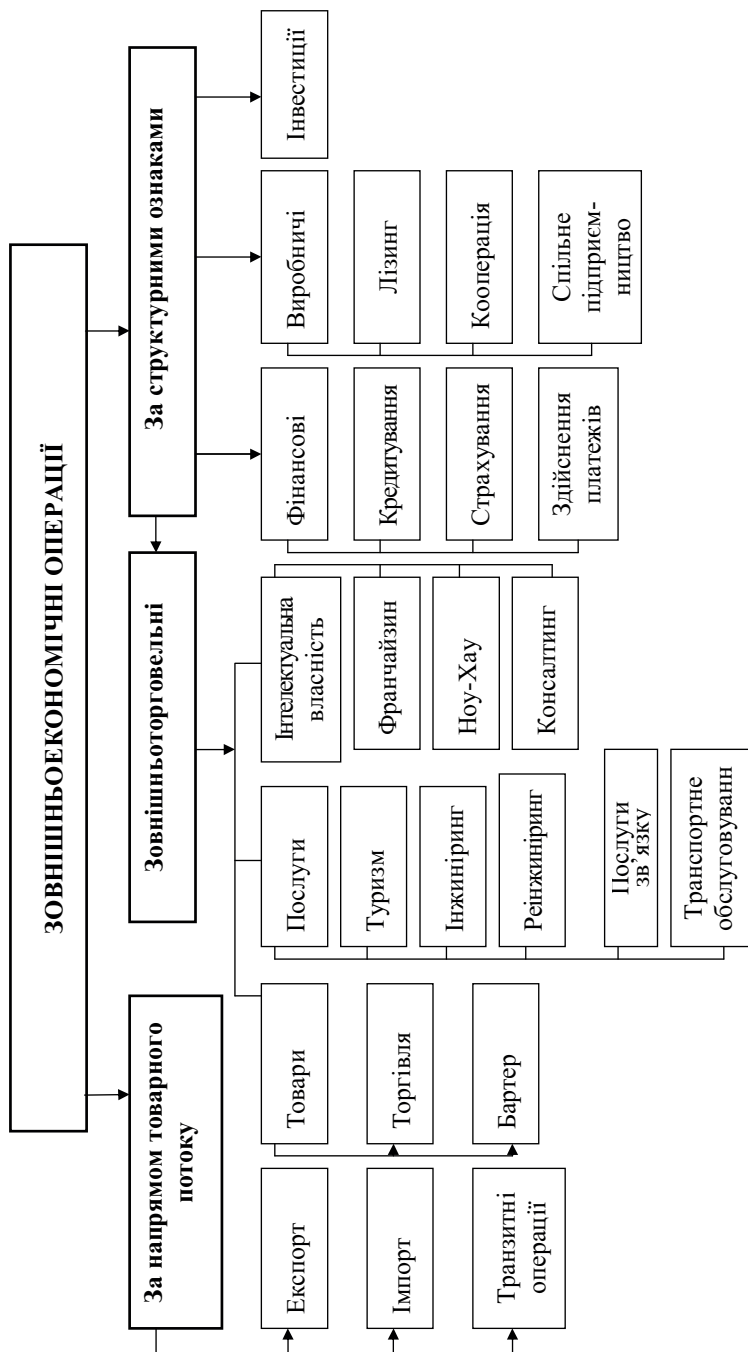 ЗОВНІШНЬОЕКОНОМІЧНІ ОПЕРАЦІЇ
За напрямом товарного
потоку
Зовнішньоторговельні
За структурними ознаками
Експорт
Імпорт
Транзитні
операції
Товари
Торгівля
Бартер
Послуги
Туризм
Інжиніринг
Реінжиніринг
Послуги
зв’язку
Транспортне
обслуговуванн
Інтелектуальна
власність
Франчайзин
Ноу-Хау
Консалтинг
Фінансові
Кредитування
Страхування
Здійснення
платежів
Виробничі
Лізинг
Кооперація
Спільне
підприєм-
ництво
Інвестиції